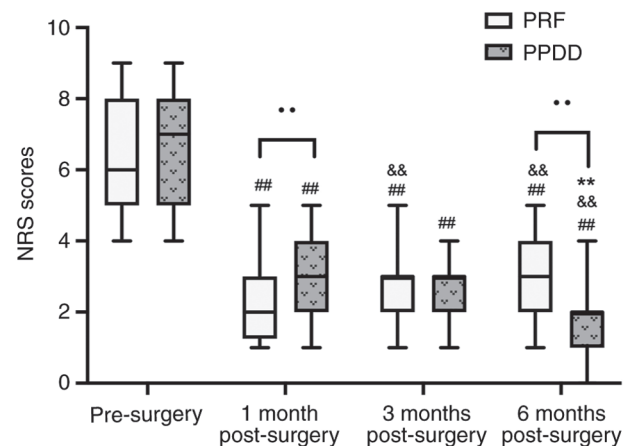 PRF
PPDD
NRS scores
10
8
6
4
2
0
••
••
##
##
&&
##
##
&&
##
**
&&
##
Pre-surgery
1 month
post-surgery
3 months
post-surgery
6 months
post-surgery